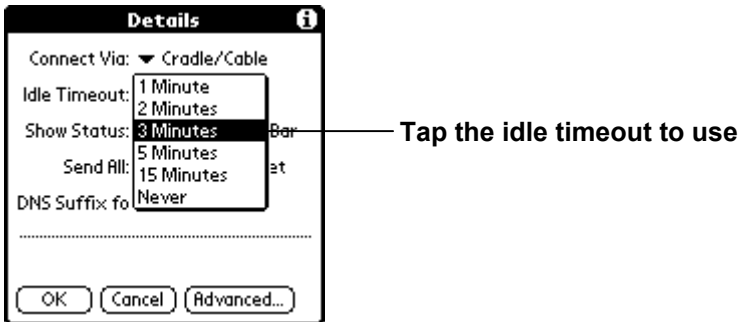 Details
Connect Via: Cradle/Cable
Idle Timeout: 1 Minute
2 Minutes
Show Status: 3 Minutes Bar
Tap the idle timeout to use
5 Minutes
Send All: 15 Minutes et
Never
DNS Suffix fo
OK Cancel Advanced...